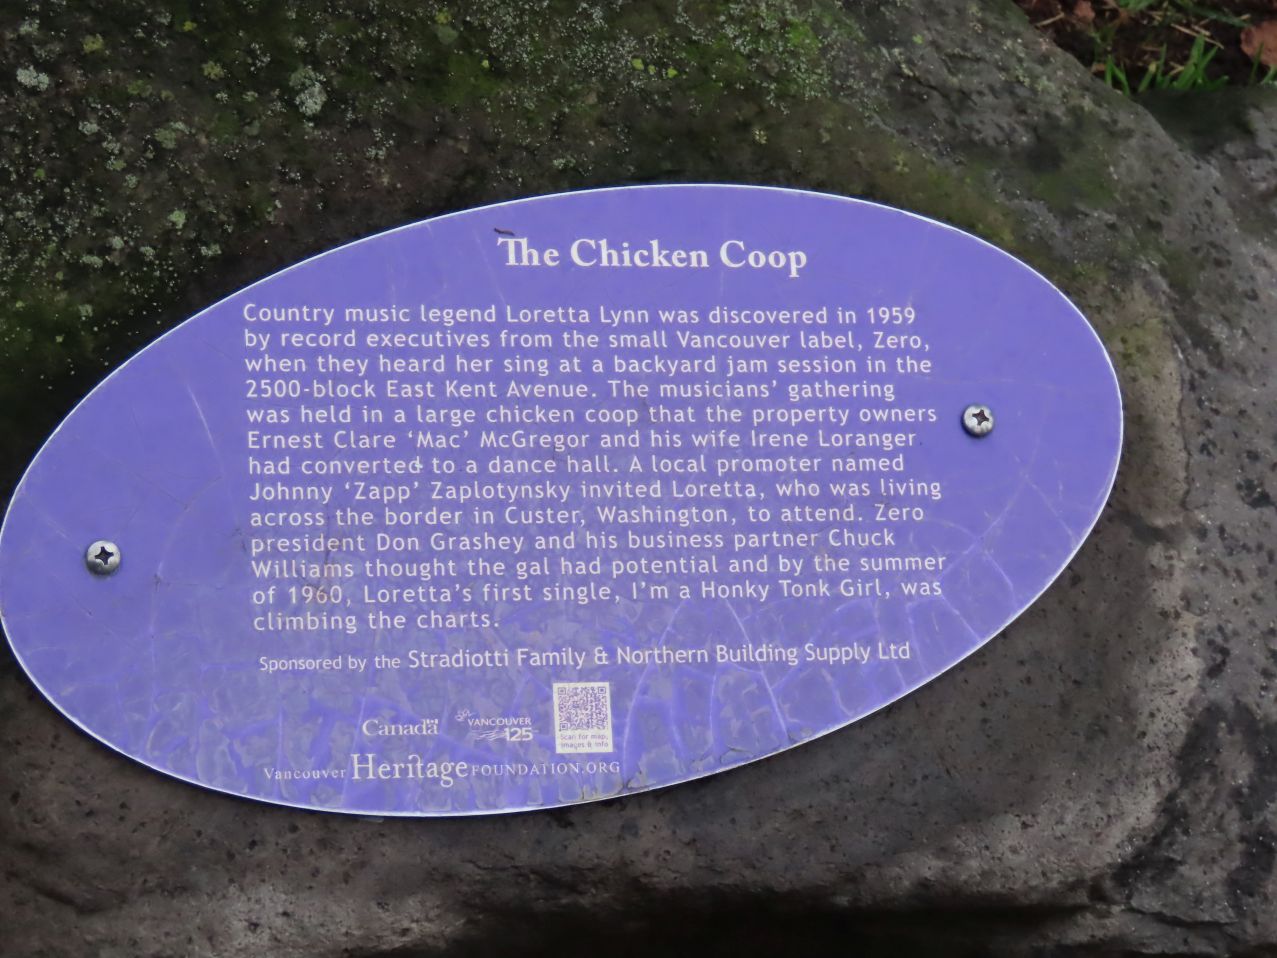 The Chicken Coop
Country music legend Loretta Lynn was discovered in 1959
by record executives from the small Vancouver label, Zero,
when they heard her sing at a backyard jam session in the
2500-block East Kent Avenue. The musicians’ gathering
was held in a large chicken coop that the property owners
Ernest Clare ‘Mac’ McGregor and his wife Irene Loranger
had converted to a dance hall. A local promoter named
Johnny ‘Zapp’ Zaplotynsky invited Loretta, who was living
across the border in Custer, Washington, to attend. Zero
president Don Grashey and his business partner Chuck
Williams thought the gal had potential and by the summer
of 1960, Loretta’s first single, I’m a Honky Tonk Girl, was
climbing the charts.
Sponsored by the Stradiotti Family & Northern Building Supply Ltd
Canada
VANCOUVER
125
Scan for map,
images & info
Vancouver Heritage FOUNDATION.ORG